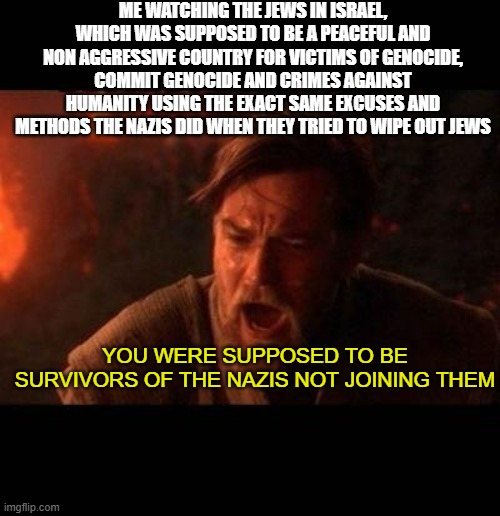 ME WATCHING THE JEWS IN ISRAEL,
WHICH WAS SUPPOSED TO BE A PEACEFUL AND
NON AGGRESSIVE COUNTRY FOR VICTIMS OF GENOCIDE,
COMMIT GENOCIDE AND CRIMES AGAINST
HUMANITY USING THE EXACT SAME EXCUSES AND
METHODS THE NAZIS DID WHEN THEY TRIED TO WIPE OUT JEWS
YOU WERE SUPPOSED TO BE
SURVIVORS OF THE NAZIS NOT JOINING THEM
imgflip.com